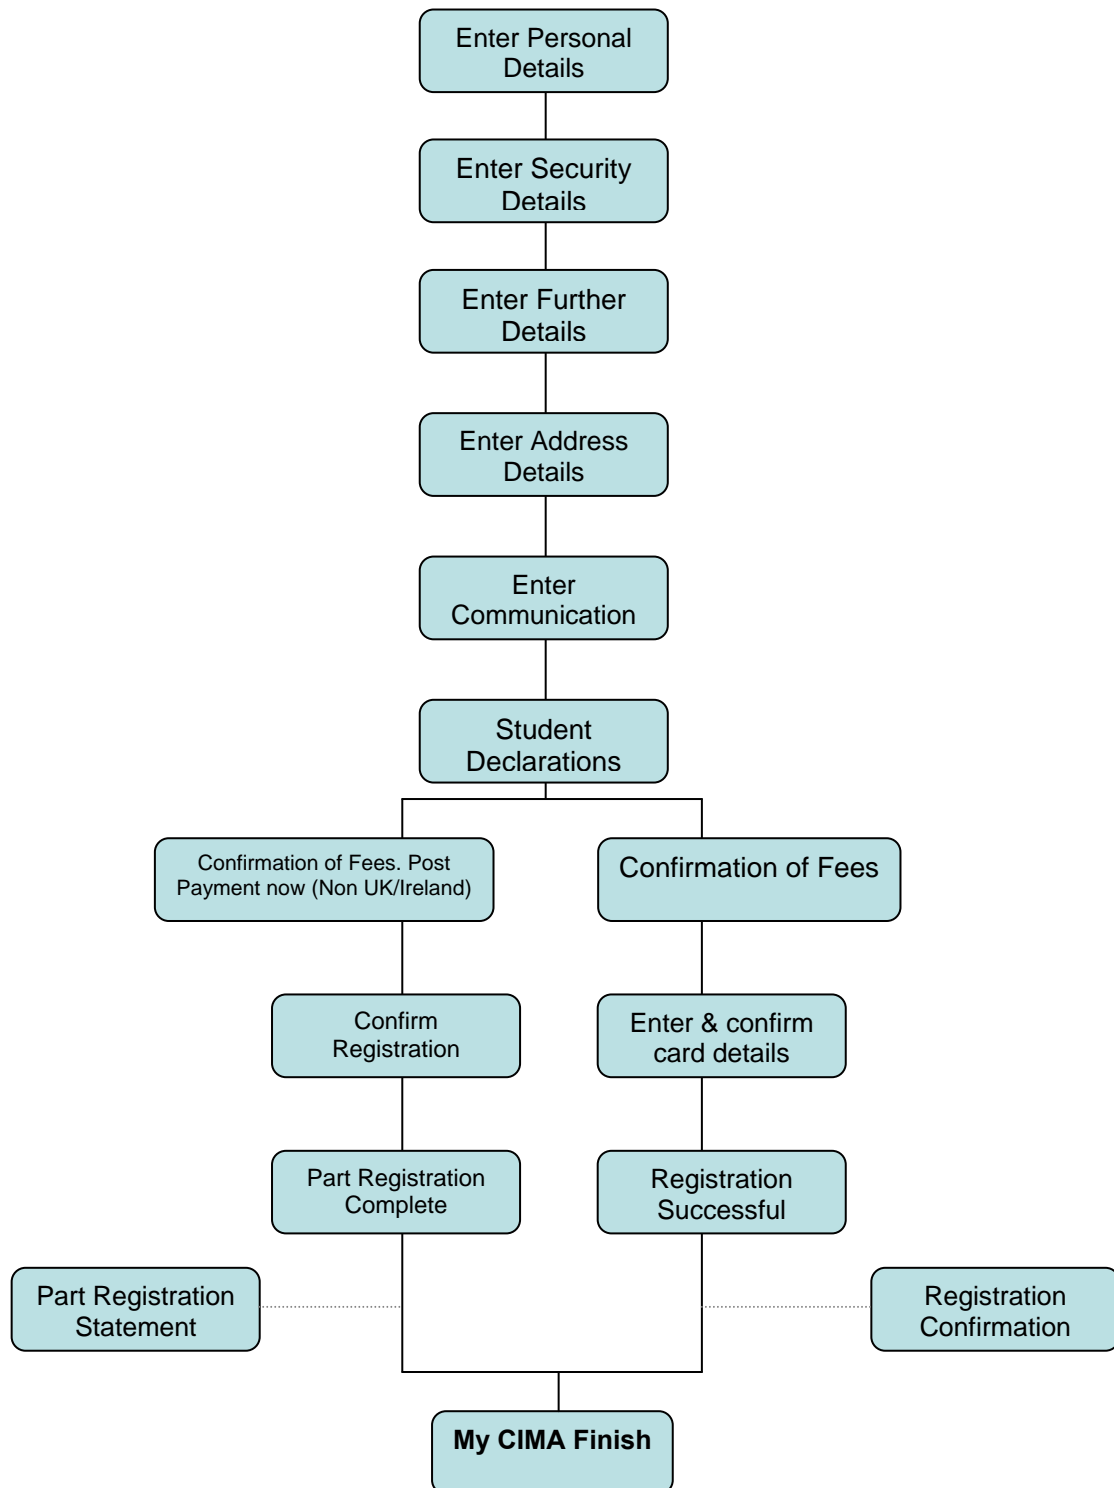 Enter Personal
Details
Enter Security
Details
Enter Further
Details
Enter Address
Details
Enter
Communication
Student
Declarations
Confirmation of Fees. Post
Payment now (Non UK/Ireland)
Confirmation of Fees
Confirm
Registration
Enter & confirm
card details
Part Registration
Complete
Registration
Successful
Part Registration
Statement
Registration
Confirmation
My CIMA Finish